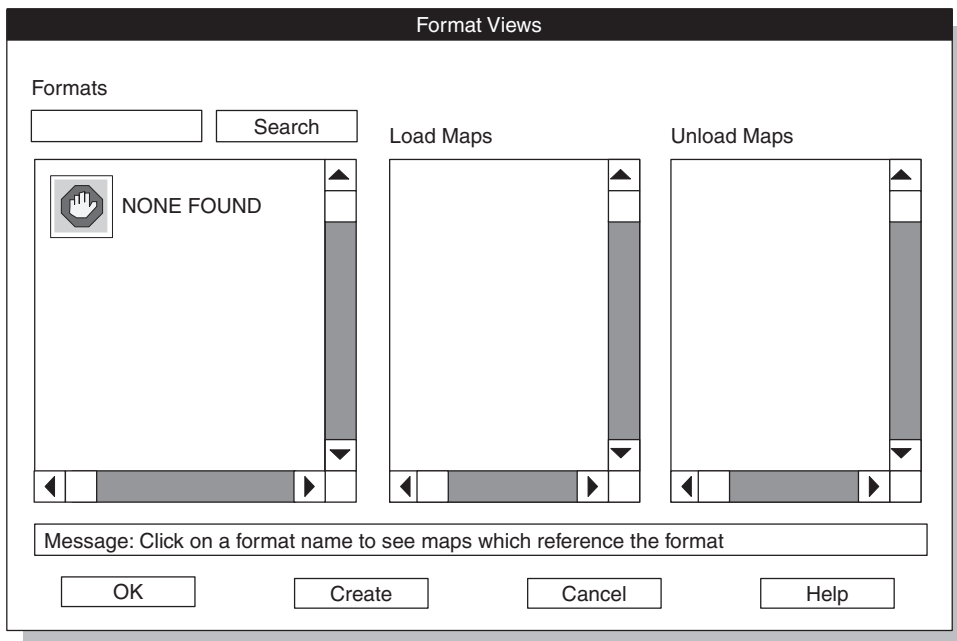 Format Views
Formats
Search
Load Maps
Unload Maps
NONE FOUND
Message: Click on a format name to see maps which reference the format
OK
Create
Cancel
Help